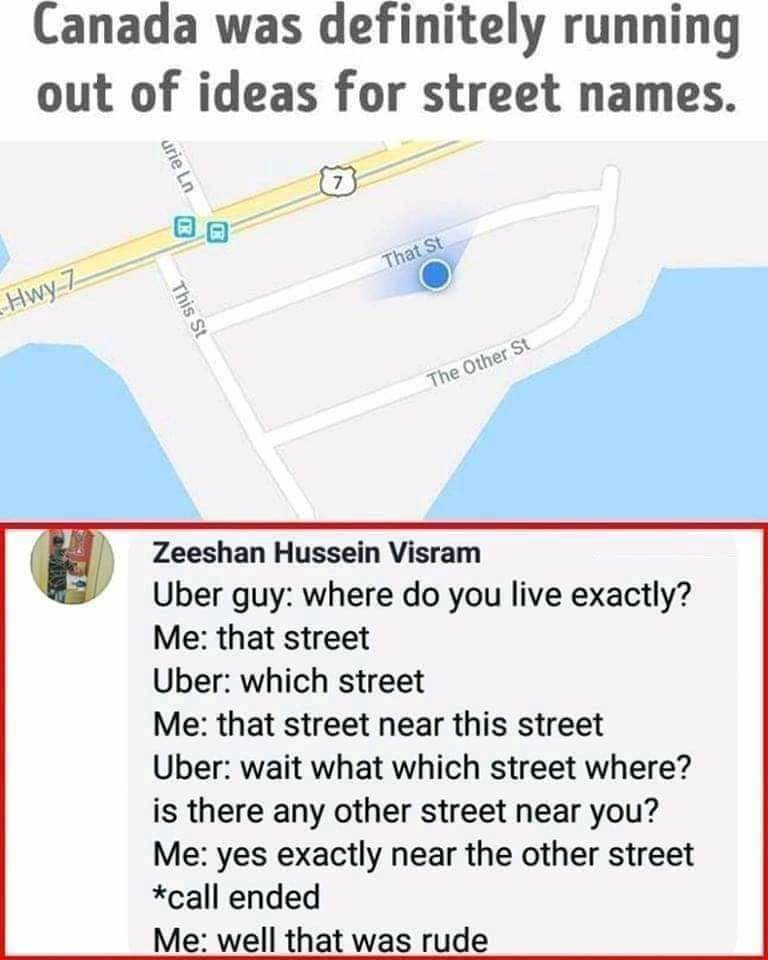 Canada was definitely running
out of ideas for street names.
urie Ln
7
That St
Hwy 7
This St
The Other St
Zeeshan Hussein Visram
Uber guy: where do you live exactly?
Me: that street
Uber: which street
Me: that street near this street
Uber: wait what which street where?
is there any other street near you?
Me: yes exactly near the other street
*call ended
Me: well that was rude